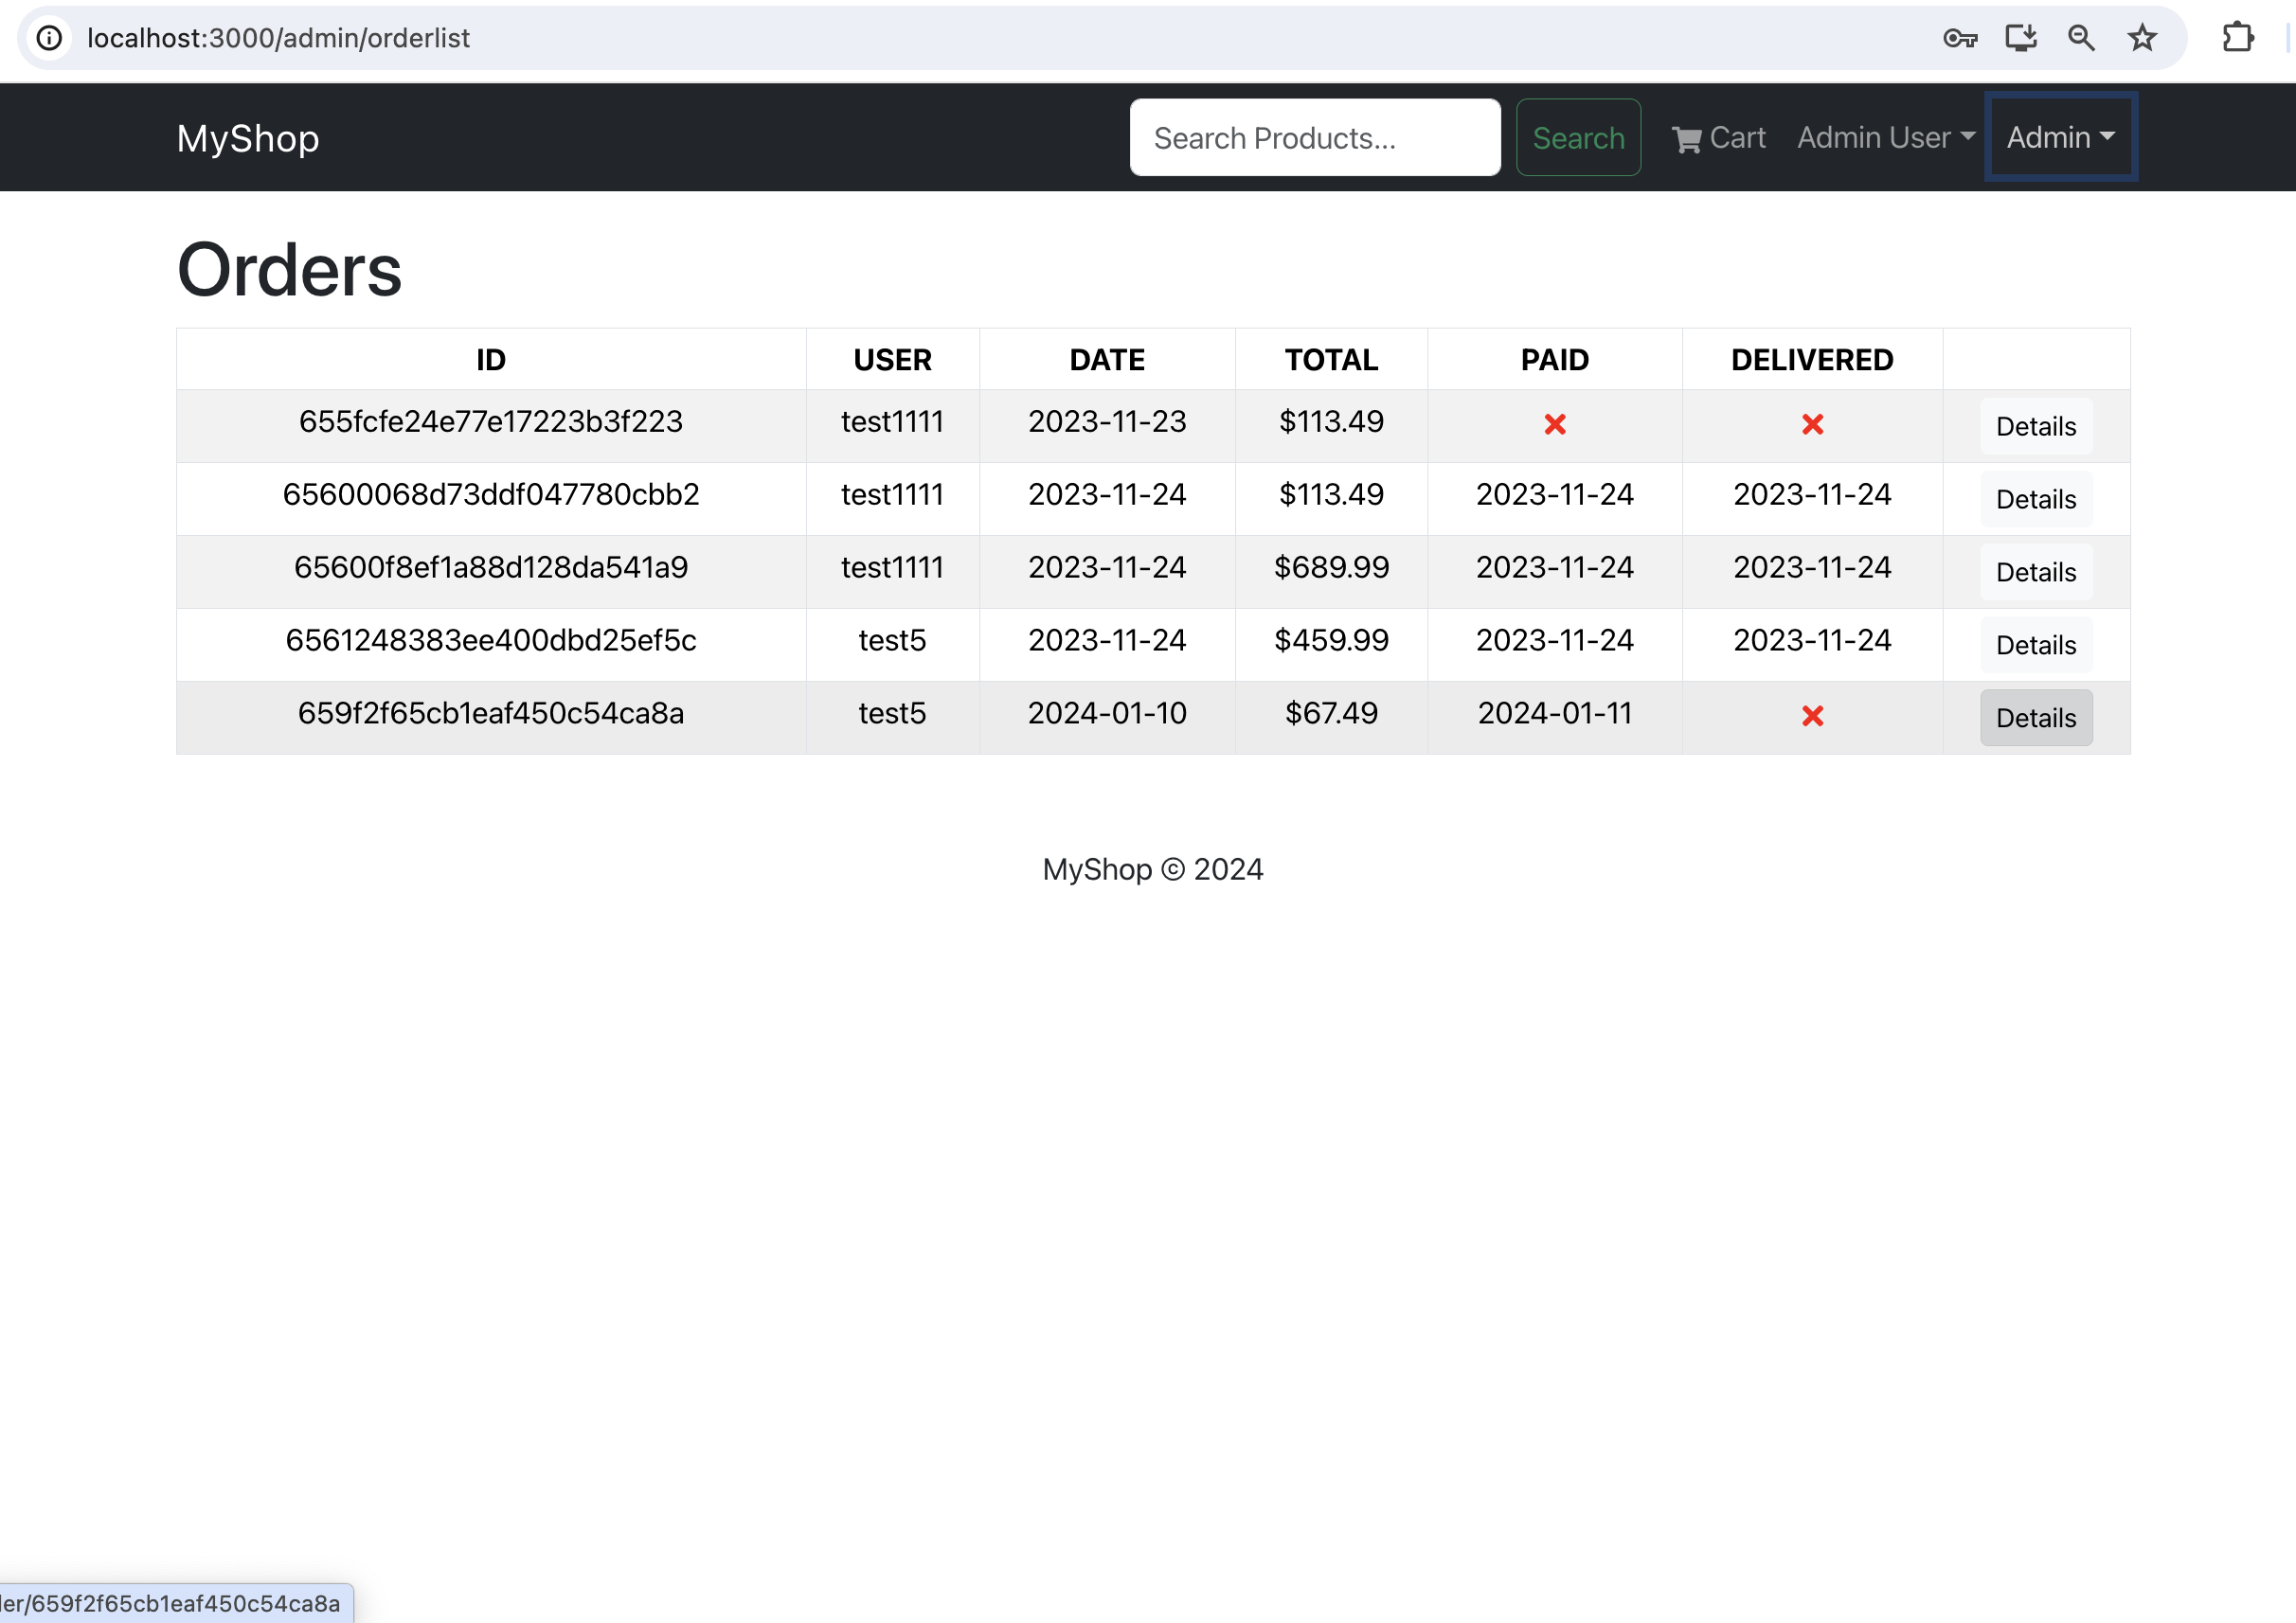 localhost:3000/admin/orderlist
MyShop Search Products... Search Cart Admin User Admin
Orders
ID USER DATE TOTAL PAID DELIVERED
655fcfe24e77e17223b3f223 test1111 2023-11-23 $113.49 Details
65600068d73ddf047780cbb2 test1111 2023-11-24 $113.49 2023-11-24 2023-11-24 Details
65600f8ef1a88d128da541a9 test1111 2023-11-24 $689.99 2023-11-24 2023-11-24 Details
6561248383ee400dbd25ef5c test5 2023-11-24 $459.99 2023-11-24 2023-11-24 Details
659f2f65cb1eaf450c54ca8a test5 2024-01-10 $67.49 2024-01-11 Details
MyShop © 2024
er/659f2f65cb1eaf450c54ca8a